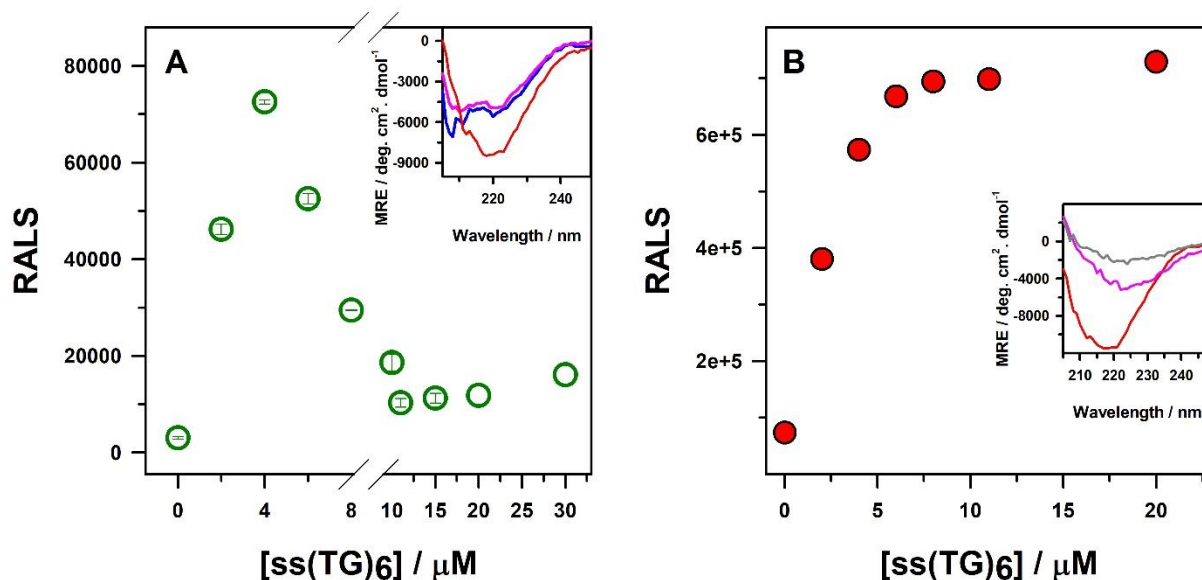 A
80000
60000
40000
20000
0
RALS
0 4 8 10 15 20 25 30
[ss(TG)6] / μM
0
-3000
-6000
-9000
MRE / deg. cm². dmol⁻¹
220 240
Wavelength / nm
B
6e+5
4e+5
2e+5
RALS
0 5 10 15 20
[ss(TG)6] / μM
0
-4000
-8000
MRE / deg. cm². dmol⁻¹
210 220 230 240
Wavelength / nm